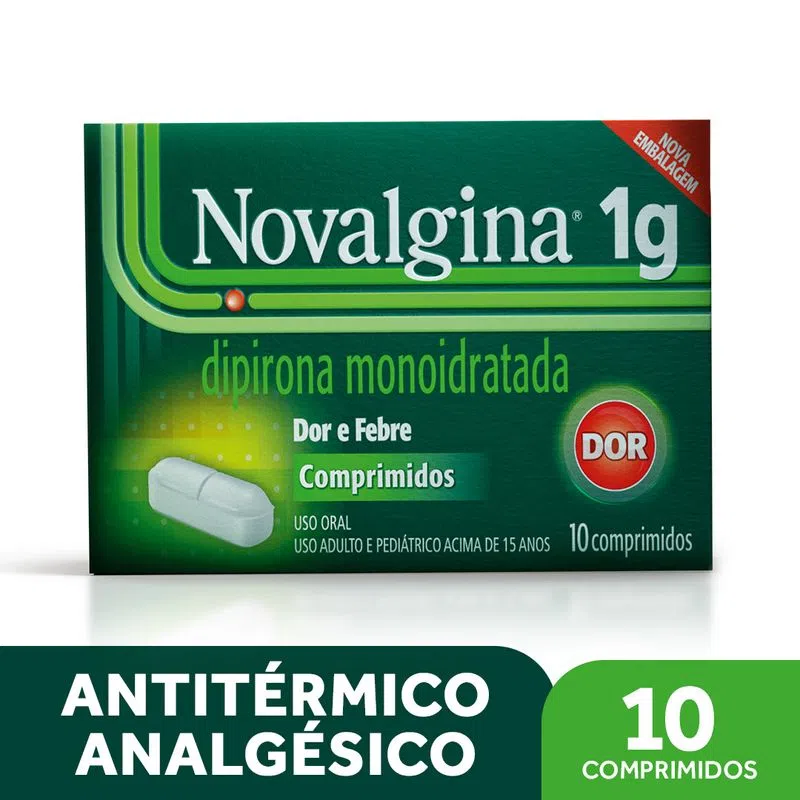 NOVA
EMBALAGEM
Novalgina® 1g
dipirona monoidratada
Dor e Febre
DOR
Comprimidos
USO ORAL
USO ADULTO E PEDIÁTRICO ACIMA DE 15 ANOS
10 comprimidos
ANTITÉRMICO
ANALGÉSICO
10
COMPRIMIDOS